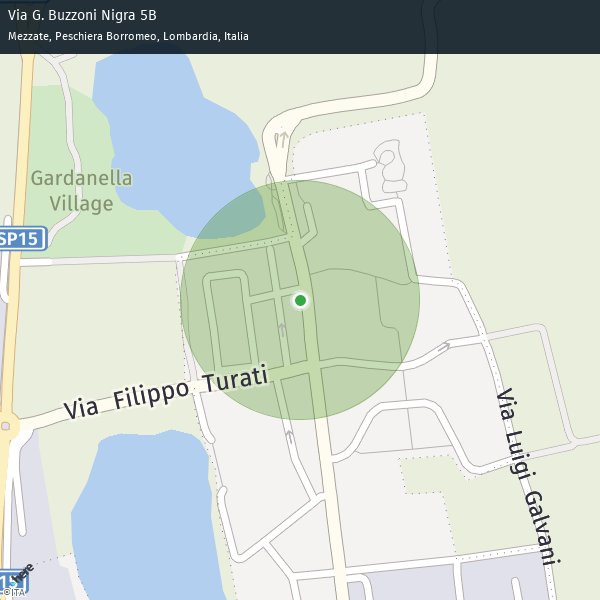 Via G. Buzzoni Nigra 5B
Mezzate, Peschiera Borromeo, Lombardia, Italia
Gardanella
Village
SP15
Via Filippo Turati
Via Luigi Galvani
15
here
©ITA